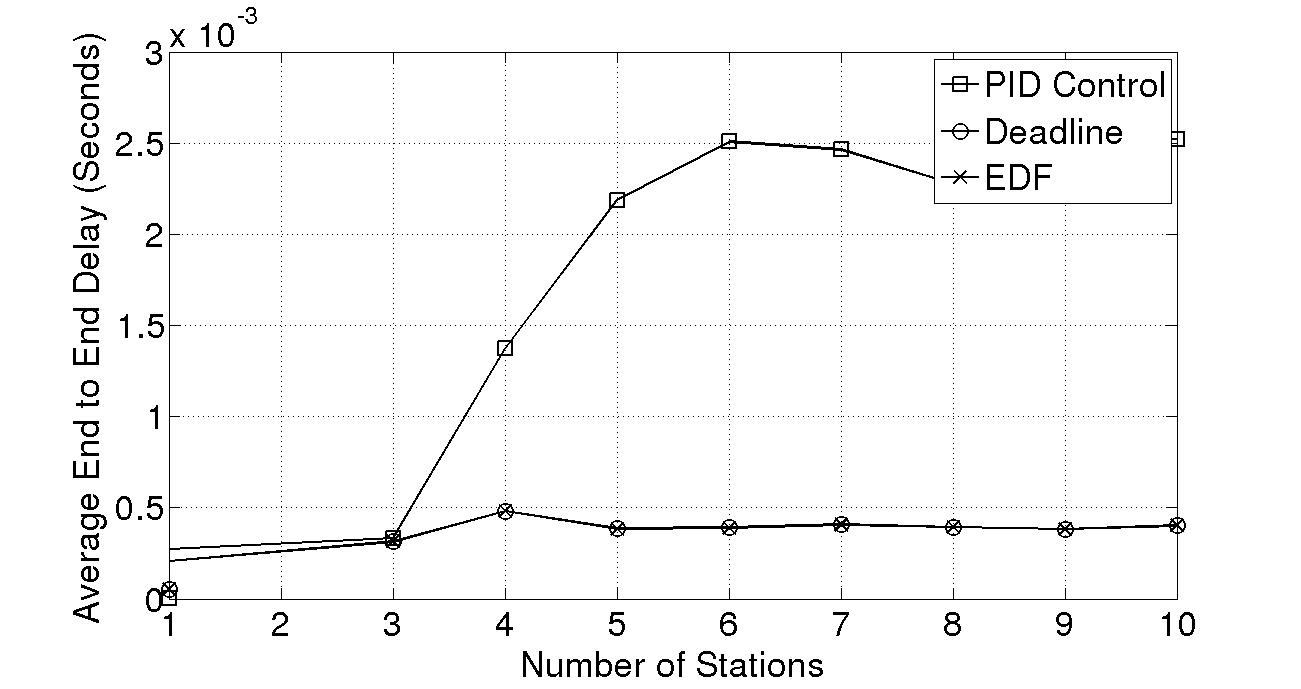 x 10-3
3
2.5
2
1.5
1
0.5
0
Average End to End Delay (Seconds)
PID Control
Deadline
EDF
1 2 3 4 5 6 7 8 9 10
Number of Stations